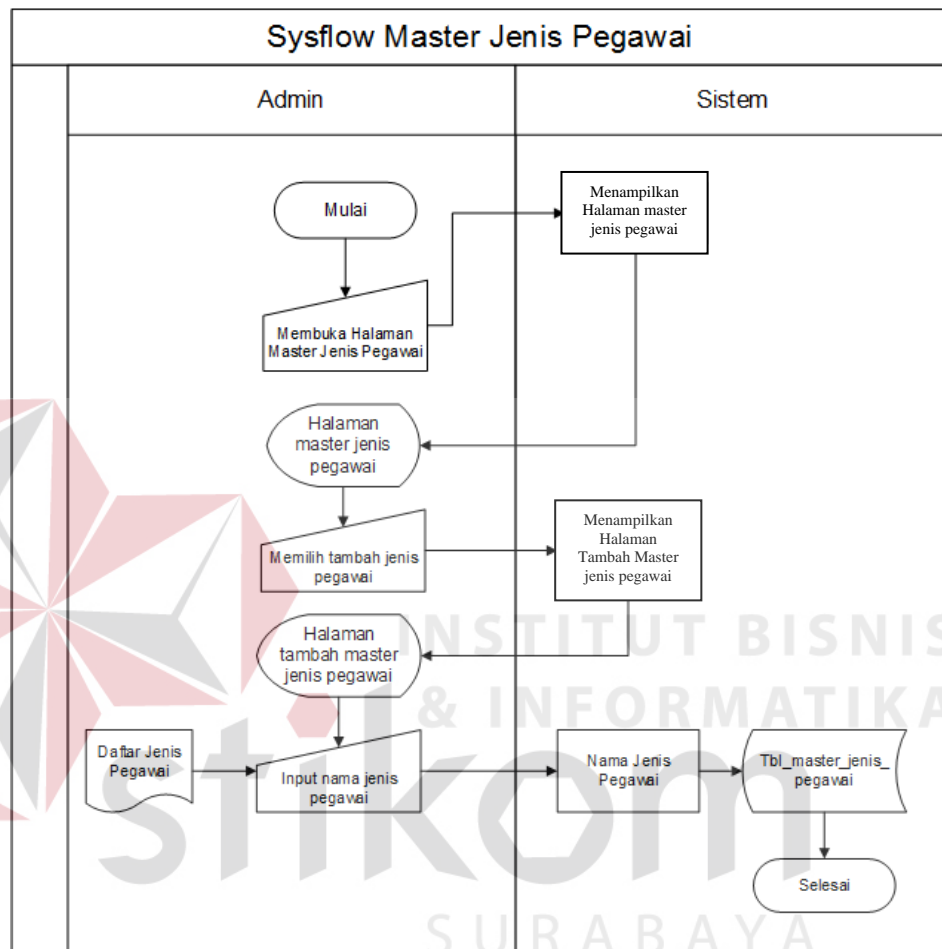 Sysflow Master Jenis Pegawai
Admin
Sistem
Mulai
Menampilkan
Halaman master
jenis pegawai
Membuka Halaman
Master Jenis Pegawai
Halaman
master jenis
pegawai
Memilih tambah jenis
pegawai
Menampilkan
Halaman
Tambah Master
jenis pegawai
Halaman
tambah master
jenis pegawai
Daftar Jenis
Pegawai
Input nama jenis
pegawai
Nama Jenis
Pegawai
Tbl_master_jenis_
pegawai
Selesai
INSTITUT BISNIS
& INFORMATIKA
stikom
SURABAYA